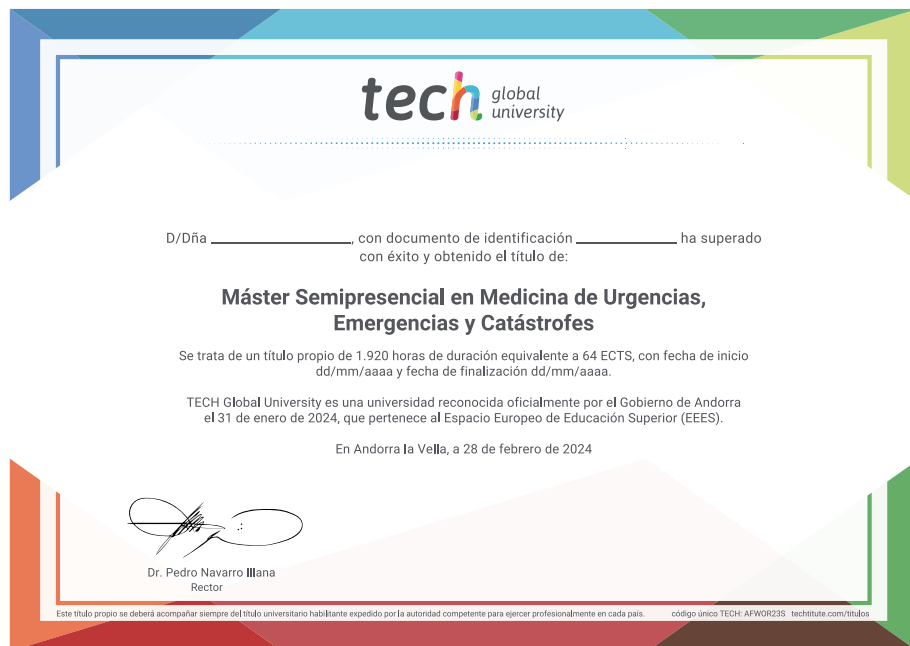 tech global
university
D/Dña ____________________, con documento de identificación ______________ ha superado
con éxito y obtenido el título de:
Máster Semipresencial en Medicina de Urgencias,
Emergencias y Catástrofes
Se trata de un título propio de 1.920 horas de duración equivalente a 64 ECTS, con fecha de inicio
dd/mm/aaaa y fecha de finalización dd/mm/aaaa.
TECH Global University es una universidad reconocida oficialmente por el Gobierno de Andorra
el 31 de enero de 2024, que pertenece al Espacio Europeo de Educación Superior (EEES).
En Andorra la Vella, a 28 de febrero de 2024
Dr. Pedro Navarro Illana
Rector
Este título propio se deberá acompañar siempre del título universitario habilitante expedido por la autoridad competente para ejercer profesionalmente en cada país. código único TECH: AFWOR23S techtitute.com/titulos